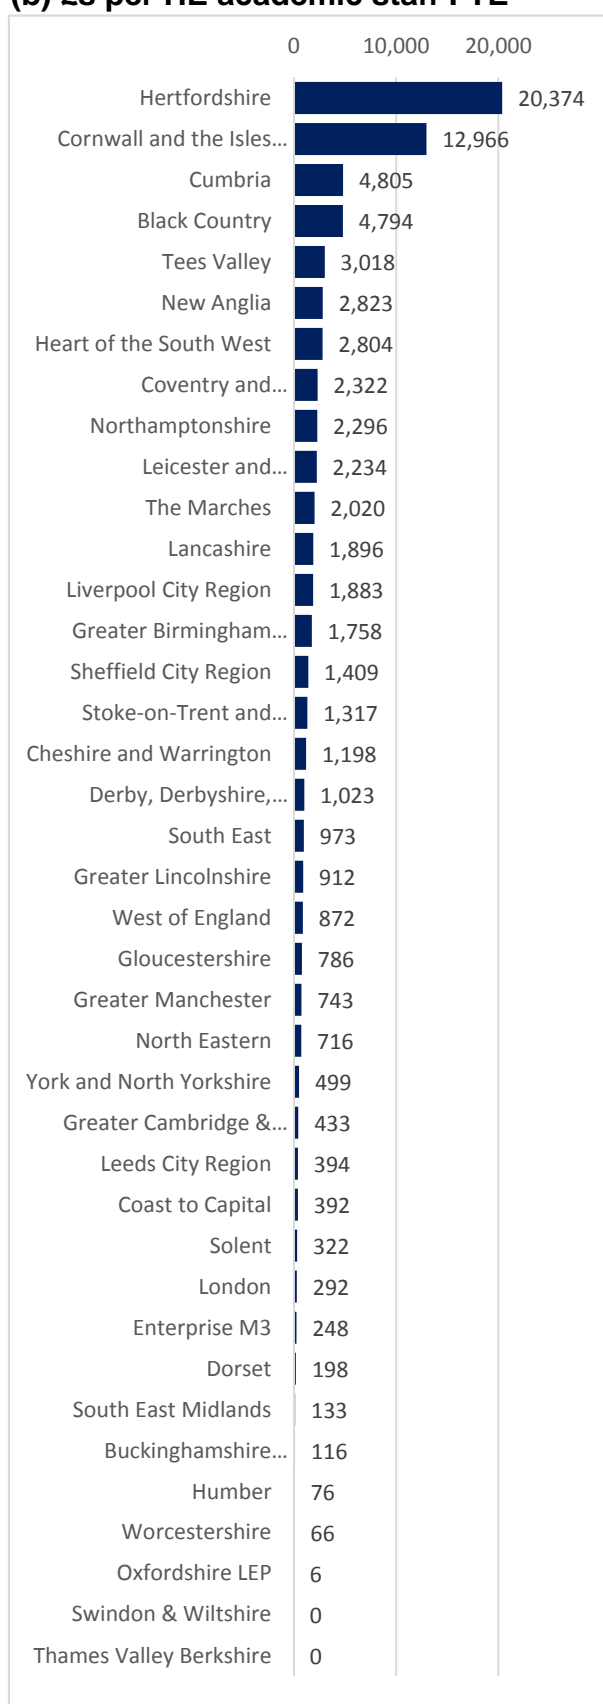 (b) £s per HE academic staff FTE
0 10,000 20,000
Hertfordshire 20,374
Cornwall and the Isles... 12,966
Cumbria 4,805
Black Country 4,794
Tees Valley 3,018
New Anglia 2,823
Heart of the South West 2,804
Coventry and... 2,322
Northamptonshire 2,296
Leicester and... 2,234
The Marches 2,020
Lancashire 1,896
Liverpool City Region 1,883
Greater Birmingham... 1,758
Sheffield City Region 1,409
Stoke-on-Trent and... 1,317
Cheshire and Warrington 1,198
Derby, Derbyshire,... 1,023
South East 973
Greater Lincolnshire 912
West of England 872
Gloucestershire 786
Greater Manchester 743
North Eastern 716
York and North Yorkshire 499
Greater Cambridge &... 433
Leeds City Region 394
Coast to Capital 392
Solent 322
London 292
Enterprise M3 248
Dorset 198
South East Midlands 133
Buckinghamshire... 116
Humber 76
Worcestershire 66
Oxfordshire LEP 6
Swindon & Wiltshire 0
Thames Valley Berkshire 0